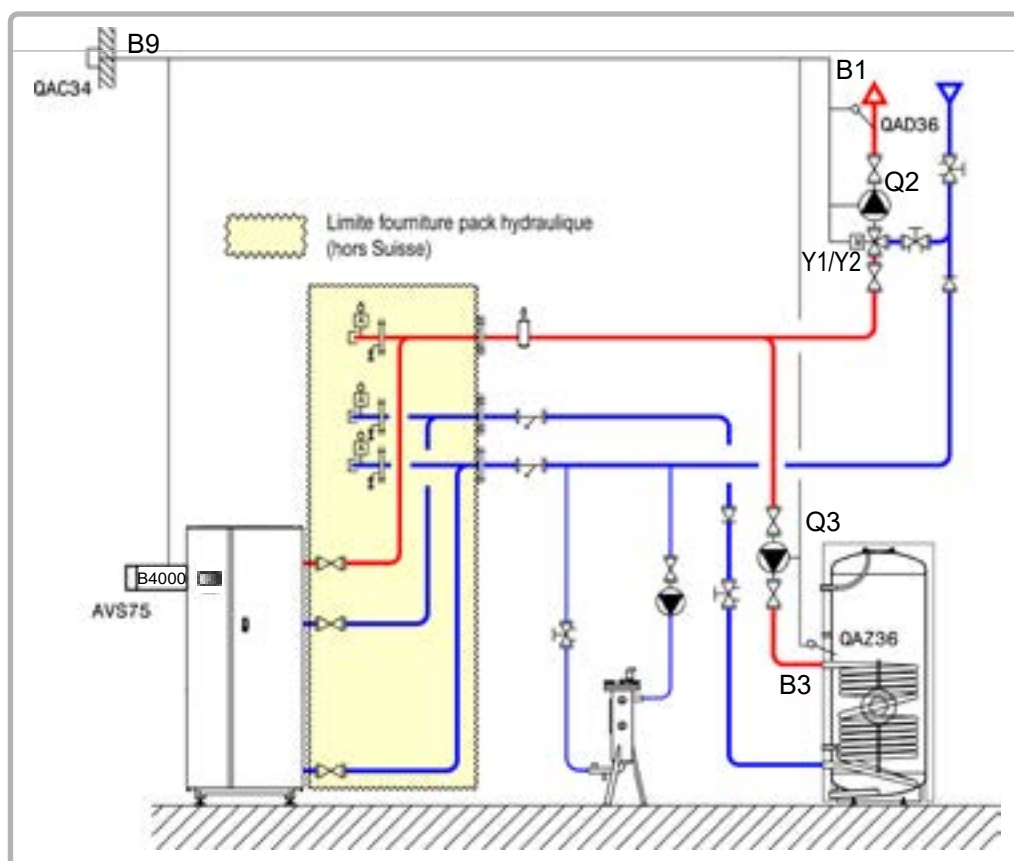 B9
QAC34
B1
QAD36
Q2
Limite fourniture pack hydraulique
(hors Suisse)
Y1/Y2
Q3
B4000
AVS75
QAZ36
B3